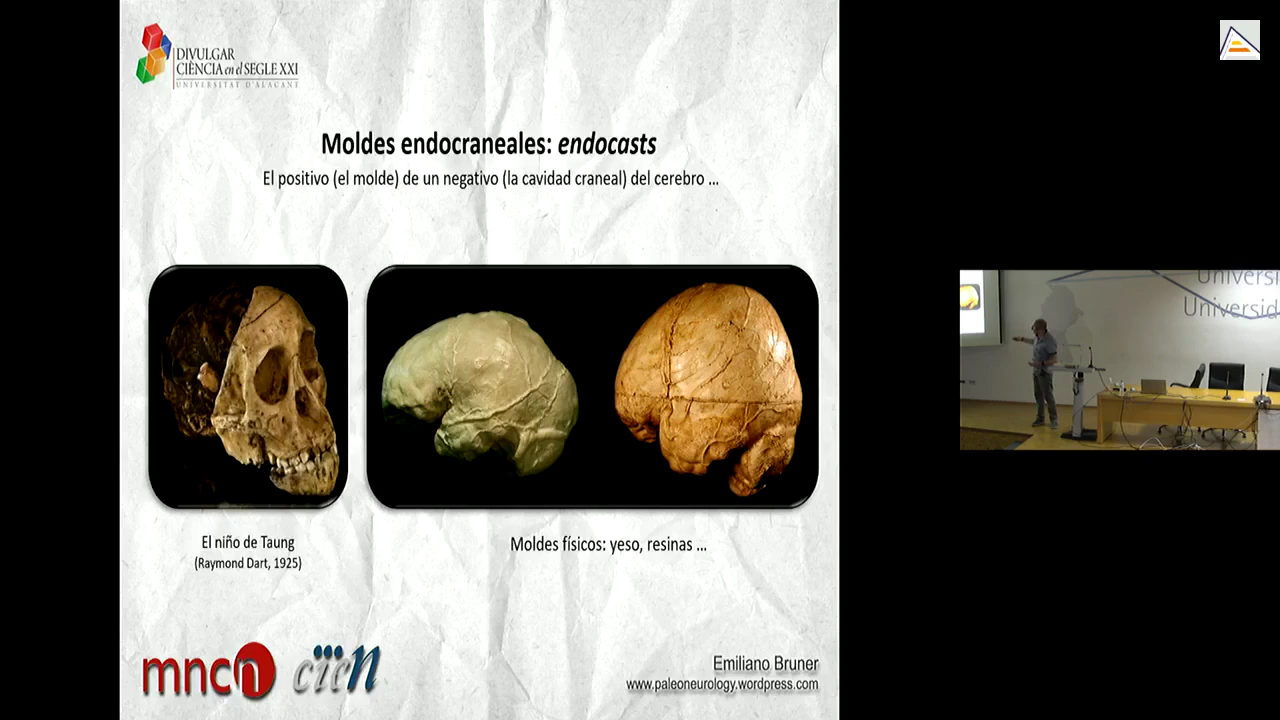 DIVULGAR
CIÈNCIA en el SEGLE XXI
UNIVERSITAT D'ALACANT
Moldes endocraneales: endocasts
El positivo (el molde) de un negativo (la cavidad craneal) del cerebro ...
El niño de Taung
(Raymond Dart, 1925)
Moldes físicos: yeso, resinas ...
mncn
Emiliano Bruner
www.paleoneurology.wordpress.com
Universi
Universid